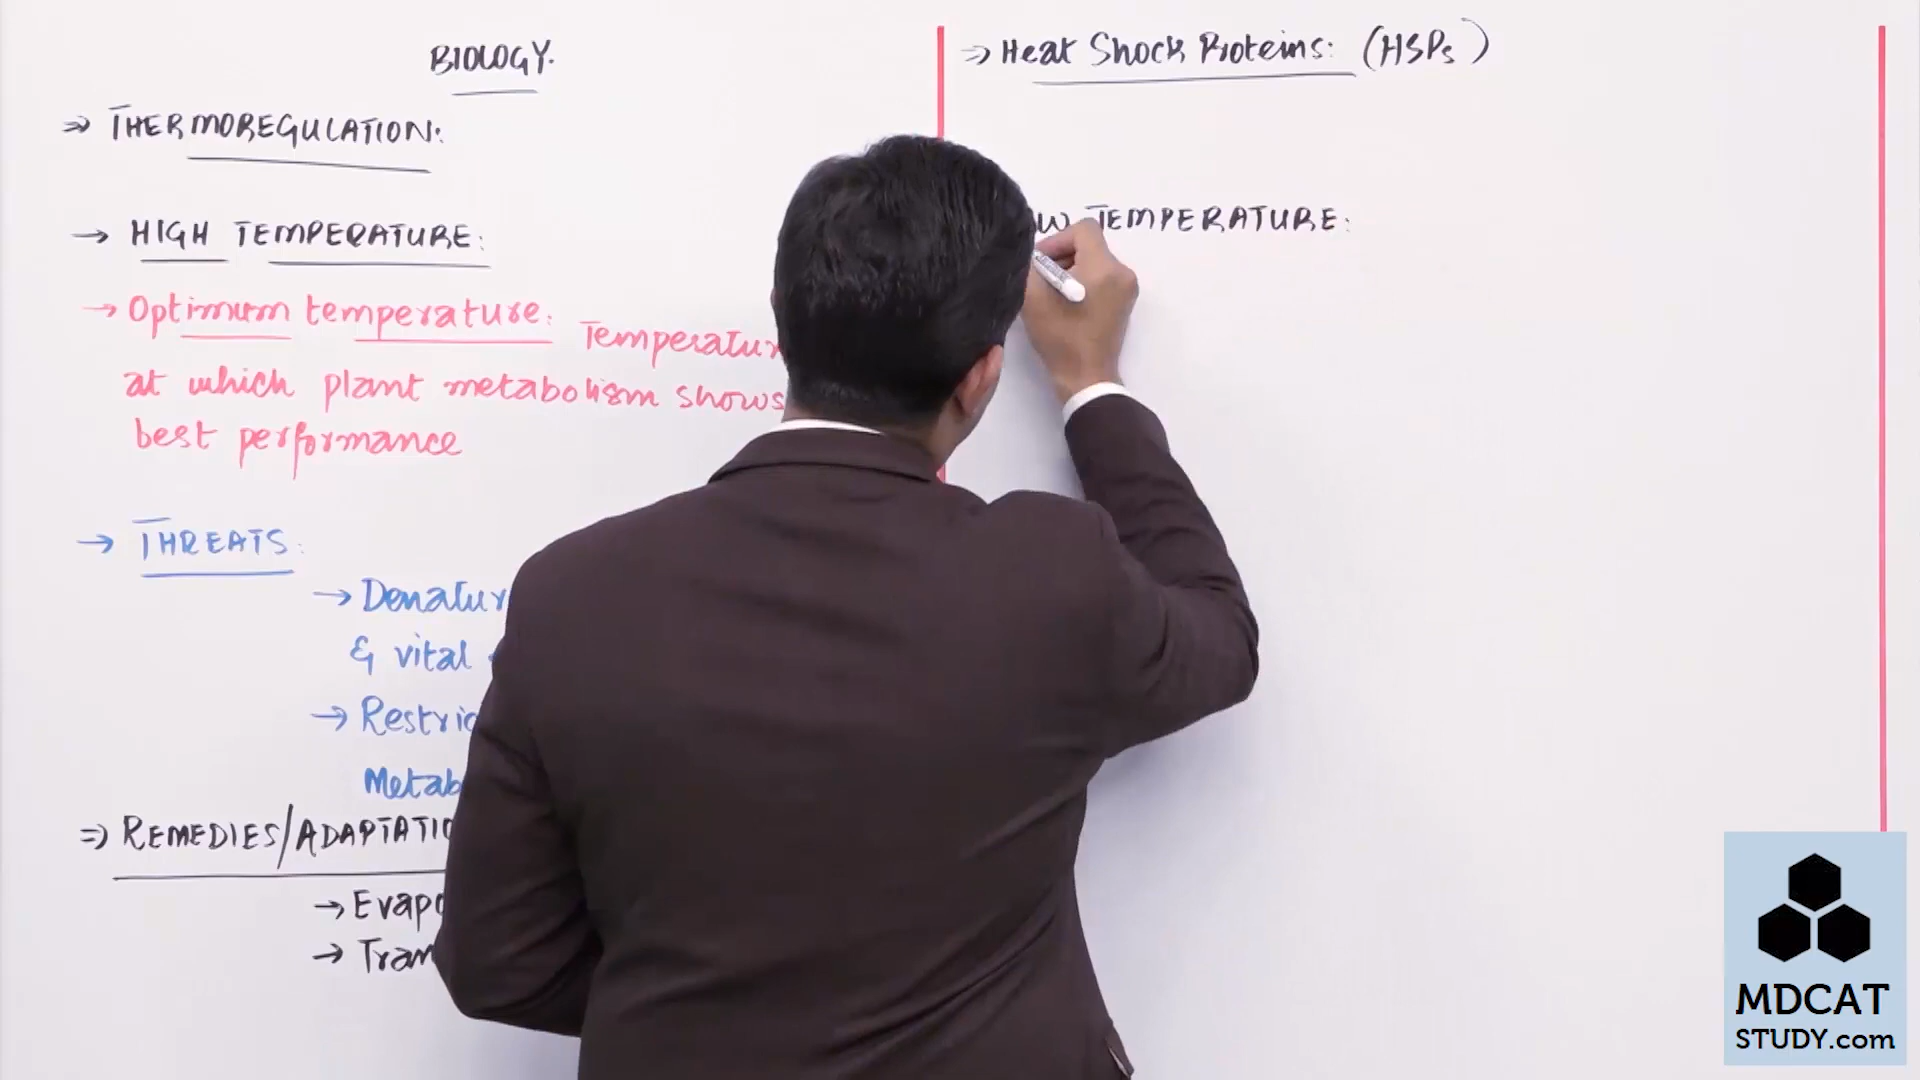 BIOLOGY.
⇒ THERMOREGULATION:
→ HIGH TEMPERATURE:
→ Optimum temperature: Temperatur
at which plant metabolism shows
best performance
→ THREATS:
→ Denatur
& vital
→ Restric
Metab
⇒ REMEDIES/ADAPTATIO
→ Evapo
→ Tran
⇒ Heat Shock Proteins: (HSPs)
W TEMPERATURE:
MDCAT
STUDY.com